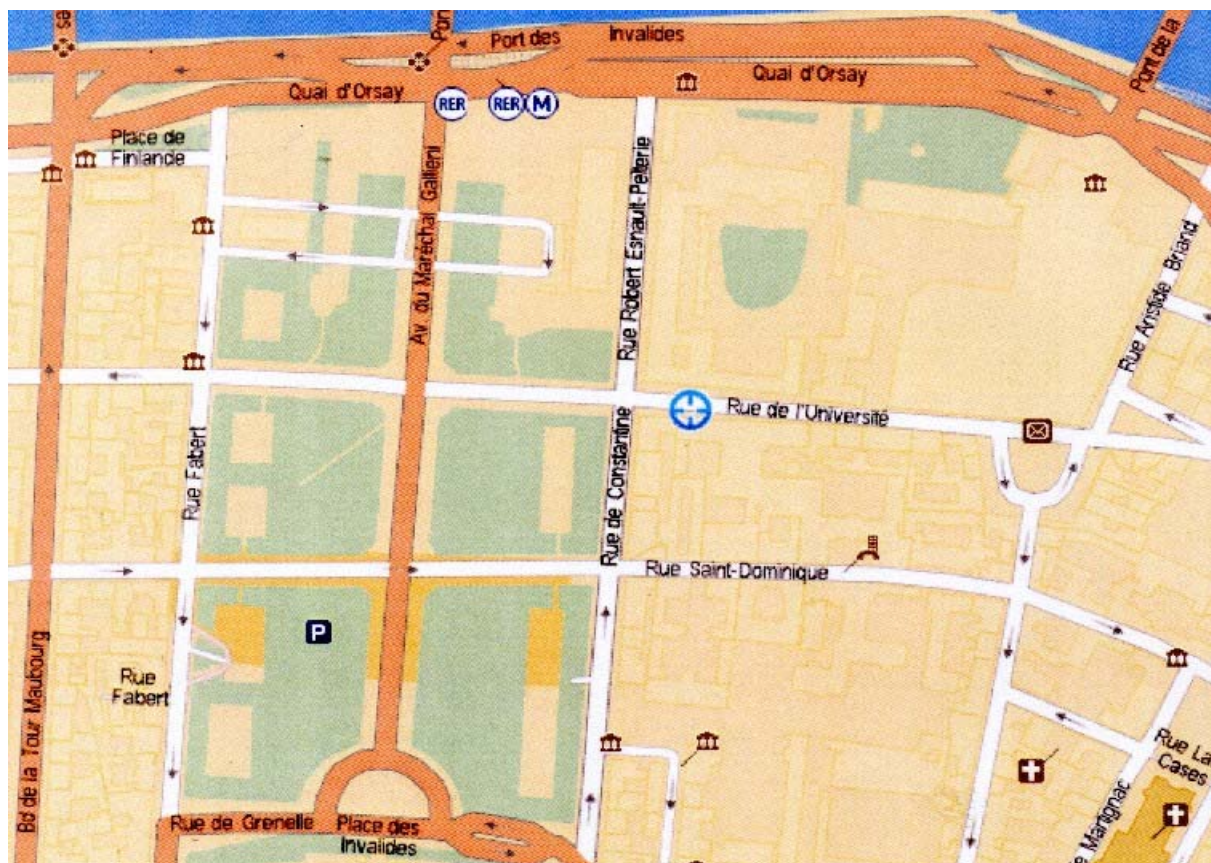 Port des
Invalides
Pont de la
Quai d'Orsay
Quai d'Orsay
RER
RER
M
Place de
Finlande
Av. du Maréchal Gallieni
Rue Robert Esnault-Pelterie
Rue Aristide Briand
Rue de l'Université
Rue Fabert
Rue de Constantine
Rue Saint-Dominique
P
Rue
Fabert
Bd de la Tour Maubourg
Rue de Grenelle
Place des
Invalides
Rue La
Cases
Martignac